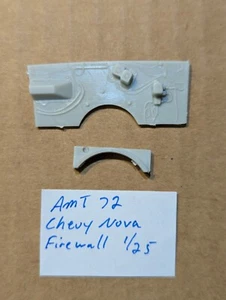 AMT 72
Chevy Nova
Firewall 1/25